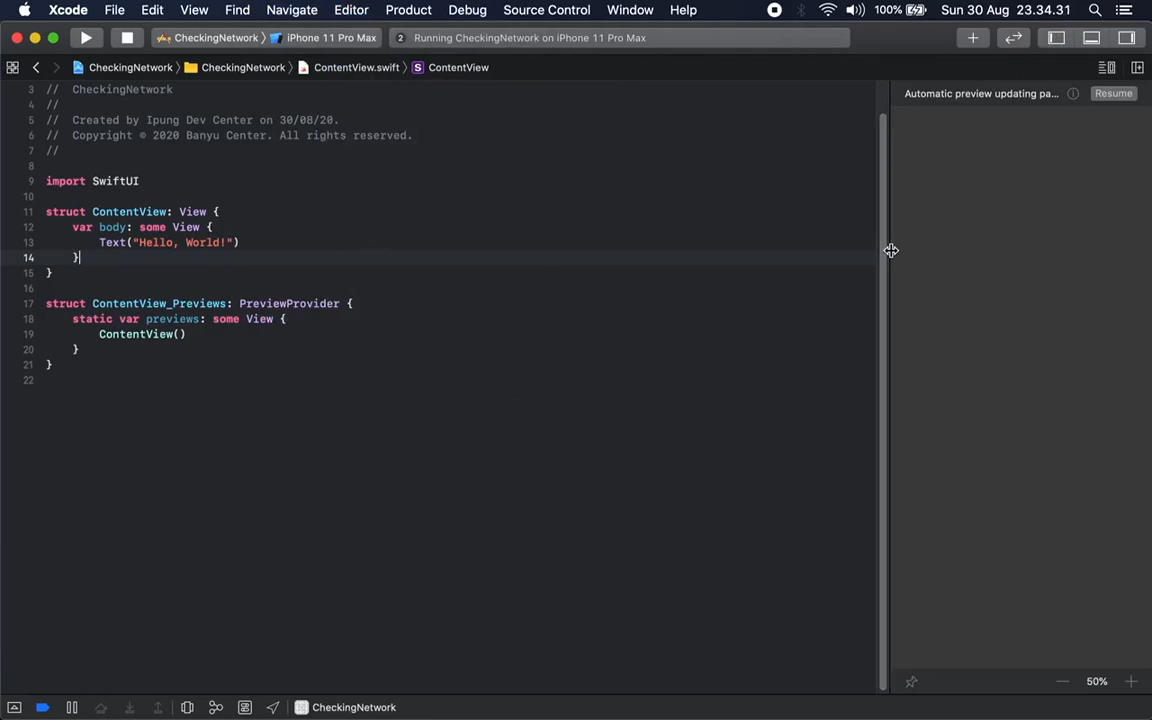 Xcode File Edit View Find Navigate Editor Product Debug Source Control Window Help 100% Sun 30 Aug 23.34.31
CheckingNetwork iPhone 11 Pro Max 2 Running CheckingNetwork on iPhone 11 Pro Max
CheckingNetwork CheckingNetwork ContentView.swift S ContentView
Automatic preview updating pa... Resume
3 // CheckingNetwork
4 //
5 // Created by Ipung Dev Center on 30/08/20.
6 // Copyright © 2020 Banyu Center. All rights reserved.
7 //
8
9 import SwiftUI
10
11 struct ContentView: View {
12 var body: some View {
13 Text("Hello, World!")
14 }
15 }
16
17 struct ContentView_Previews: PreviewProvider {
18 static var previews: some View {
19 ContentView()
20 }
21 }
22
50%
CheckingNetwork